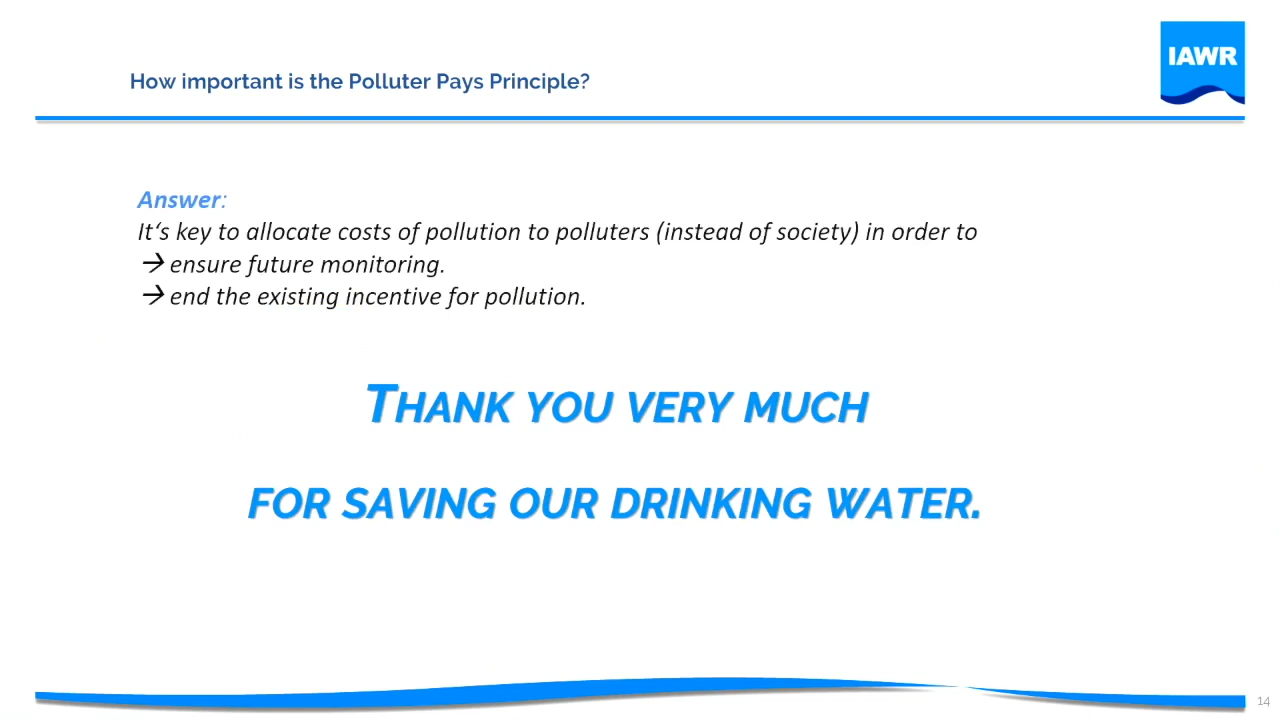 How important is the Polluter Pays Principle?
IAWR
Answer:
It‘s key to allocate costs of pollution to polluters (instead of society) in order to
→ ensure future monitoring.
→ end the existing incentive for pollution.
THANK YOU VERY MUCH
FOR SAVING OUR DRINKING WATER.
14